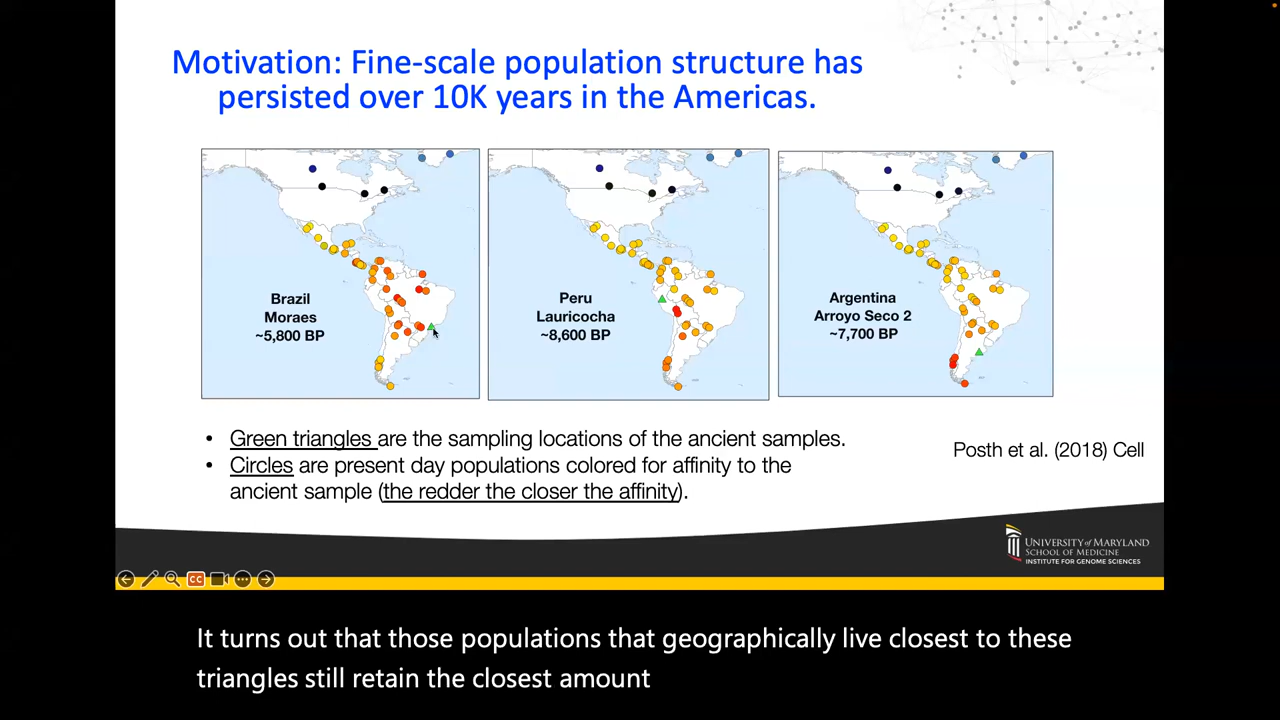 Motivation: Fine-scale population structure has
persisted over 10K years in the Americas.
Brazil
Moraes
~5,800 BP
Peru
Lauricocha
~8,600 BP
Argentina
Arroyo Seco 2
~7,700 BP
• Green triangles are the sampling locations of the ancient samples.
• Circles are present day populations colored for affinity to the
ancient sample (the redder the closer the affinity).
Posth et al. (2018) Cell
UNIVERSITY of MARYLAND
SCHOOL OF MEDICINE
INSTITUTE FOR GENOME SCIENCES
CC
It turns out that those populations that geographically live closest to these
triangles still retain the closest amount